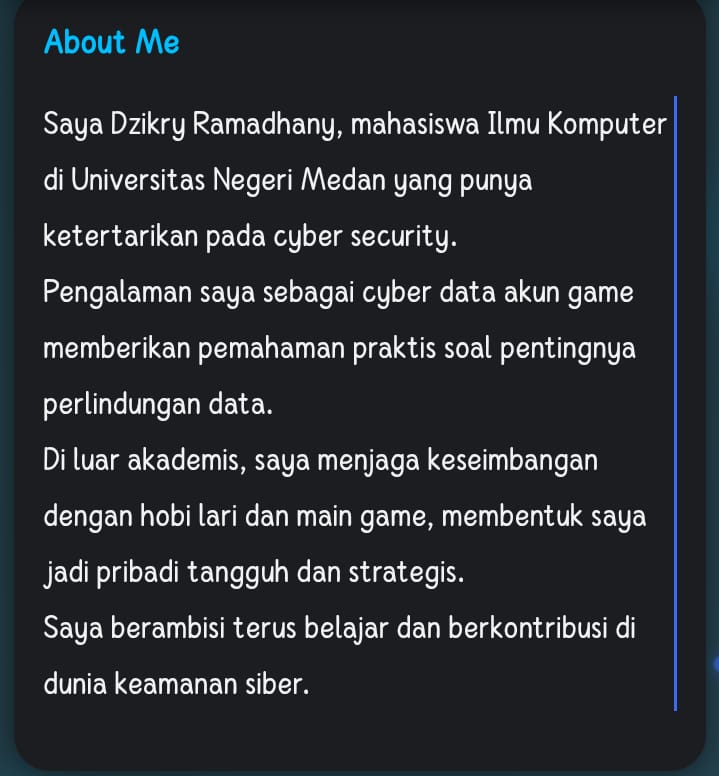 About Me
Saya Dzikry Ramadhany, mahasiswa Ilmu Komputer
di Universitas Negeri Medan yang punya
ketertarikan pada cyber security.
Pengalaman saya sebagai cyber data akun game
memberikan pemahaman praktis soal pentingnya
perlindungan data.
Di luar akademis, saya menjaga keseimbangan
dengan hobi lari dan main game, membentuk saya
jadi pribadi tangguh dan strategis.
Saya berambisi terus belajar dan berkontribusi di
dunia keamanan siber.